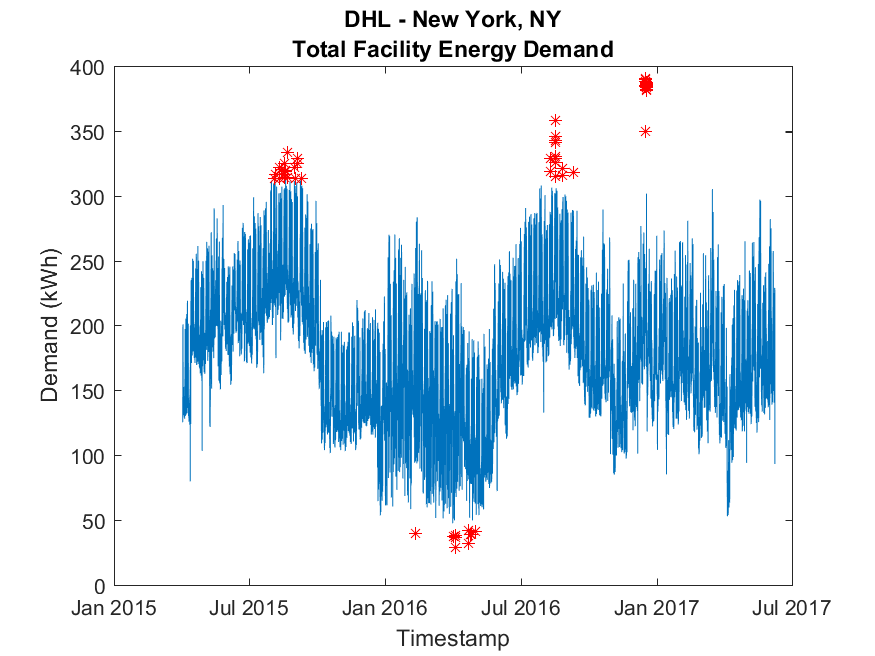 DHL - New York, NY
Total Facility Energy Demand
400
350
300
250
200
150
100
50
0
Demand (kWh)
Jan 2015 Jul 2015 Jan 2016 Jul 2016 Jan 2017 Jul 2017
Timestamp